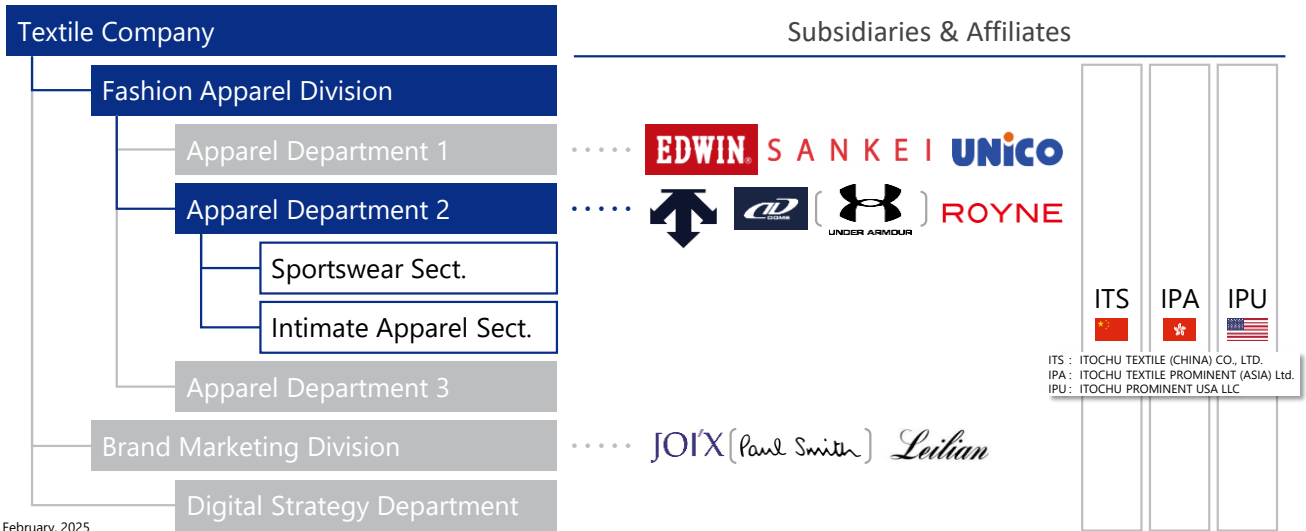 Textile Company
Subsidiaries & Affiliates
Fashion Apparel Division
Apparel Department 1
EDWIN® SANKEI UNiCO
Apparel Department 2
DOME [UNDER ARMOUR] ROYNE
Sportswear Sect.
Intimate Apparel Sect.
ITS IPA IPU
ITS : ITOCHU TEXTILE (CHINA) CO., LTD.
IPA : ITOCHU TEXTILE PROMINENT (ASIA) Ltd.
IPU : ITOCHU PROMINENT USA LLC
Apparel Department 3
Brand Marketing Division
JOI'X [Paul Smith] Leilian
Digital Strategy Department
February, 2025